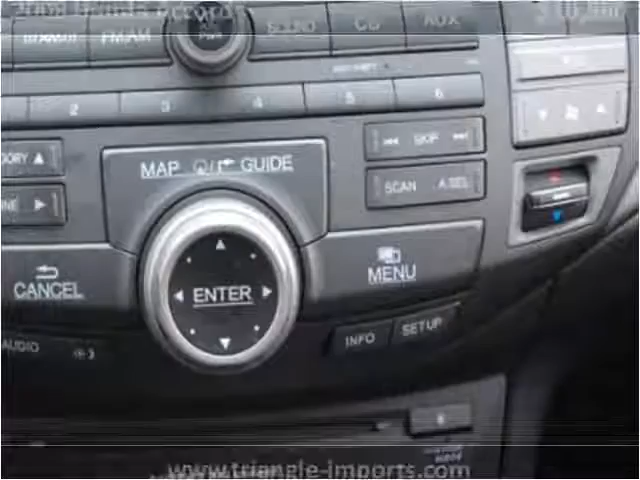 FM/AM SOUND CD AUX
2 3 4 5 6
SKIP
MAP GUIDE
SCAN A.SEL
CANCEL
ENTER
MENU
INFO SETUP
AUDIO
www.triangle-imports.com